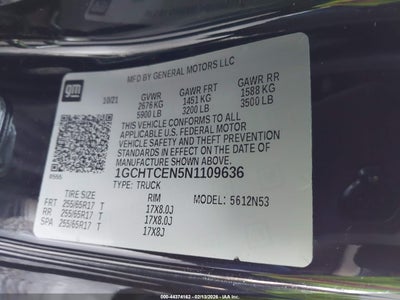 MFD BY GENERAL MOTORS LLC
gm
10/21 GVWR GAWR FRT GAWR RR
2676 KG 1451 KG 1588 KG
5900 LB 3200 LB 3500 LB
THIS VEHICLE CONFORMS TO ALL
APPLICABLE U.S. FEDERAL MOTOR
VEHICLE SAFETY AND THEFT PREVENTION
STANDARDS IN EFFECT ON THE DATE OF
MANUFACTURE SHOWN ABOVE.
1GCHTCEN5N1109636
TYPE: TRUCK MODEL: 5612N53
TIRE SIZE RIM
FRT 255/65R17 T 17X8.0J
RR 255/65R17 T 17X8.0J
SPA 255/65R17 T 17X8J
© STOCK# 44374163 - 02/13/2026 - IAA Inc.